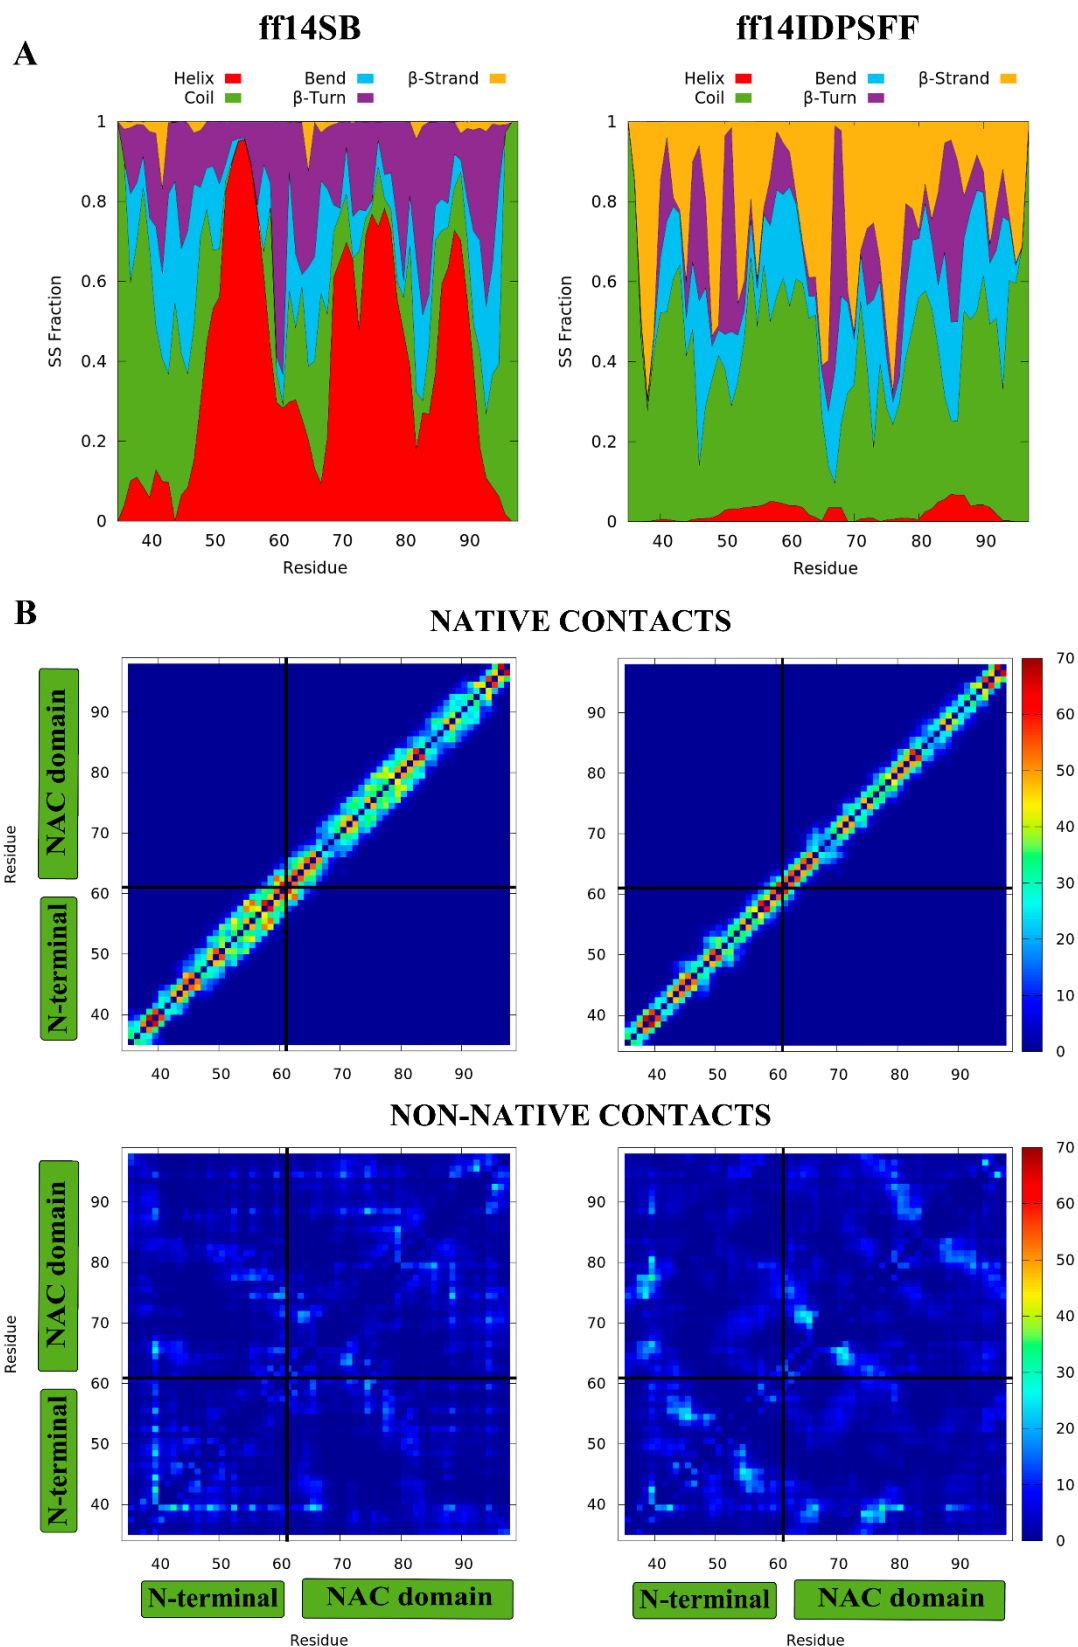 ff14SB
ff14IDPSFF
A
Helix Bend β-Strand
Coil β-Turn
Helix Bend β-Strand
Coil β-Turn
SS Fraction
1
0.8
0.6
0.4
0.2
0
40 50 60 70 80 90
Residue
SS Fraction
1
0.8
0.6
0.4
0.2
0
40 50 60 70 80 90
Residue
B
NATIVE CONTACTS
Residue
NAC domain
N-terminal
90
80
70
60
50
40
40 50 60 70 80 90
90
80
70
60
50
40
40 50 60 70 80 90
70
60
50
40
30
20
10
0
NON-NATIVE CONTACTS
Residue
NAC domain
N-terminal
90
80
70
60
50
40
40 50 60 70 80 90
N-terminal NAC domain
Residue
90
80
70
60
50
40
40 50 60 70 80 90
N-terminal NAC domain
Residue
70
60
50
40
30
20
10
0